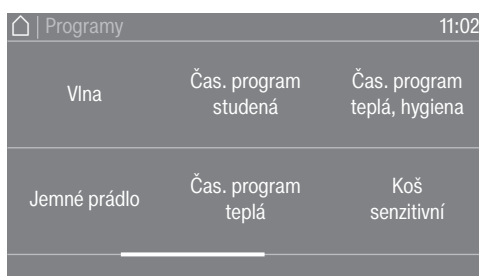 | Programy 11:02
Vlna
Čas. program
studená
Čas. program
teplá, hygiena
Jemné prádlo
Čas. program
teplá
Koš
senzitivní